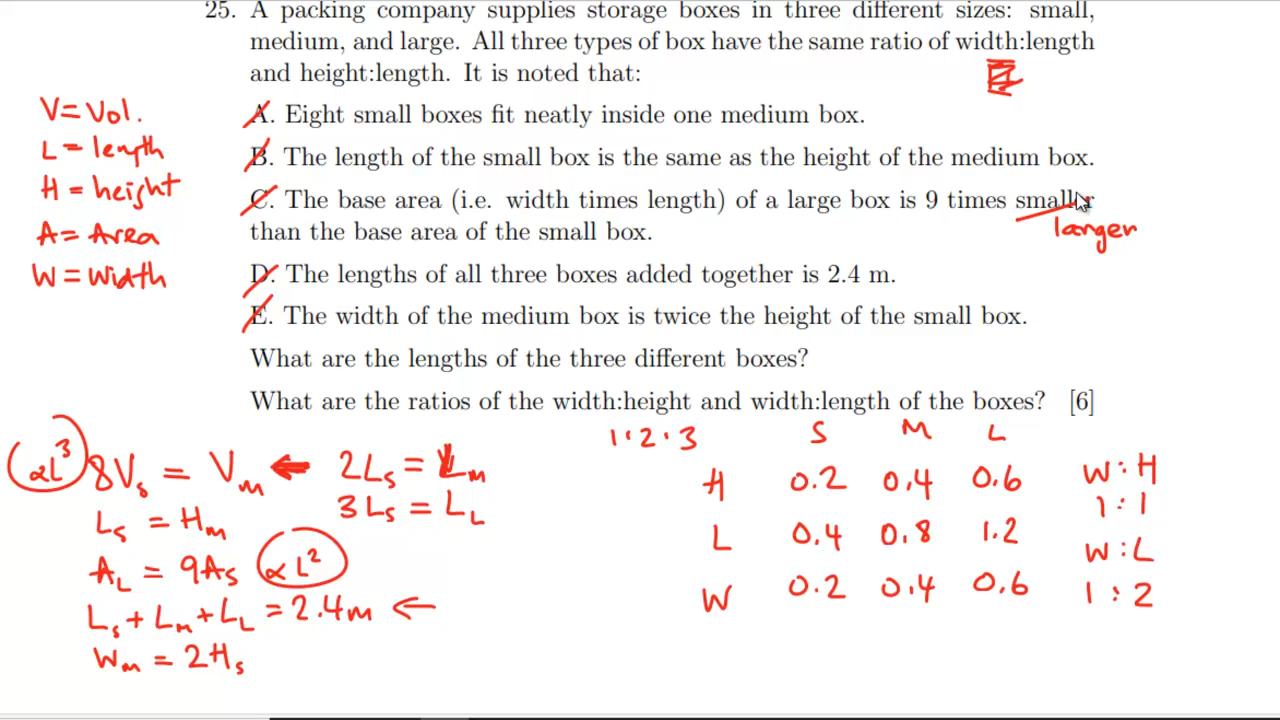 25. A packing company supplies storage boxes in three different sizes: small,
medium, and large. All three types of box have the same ratio of width:length
and height:length. It is noted that:
A. Eight small boxes fit neatly inside one medium box.
B. The length of the small box is the same as the height of the medium box.
C. The base area (i.e. width times length) of a large box is 9 times smaller
larger
than the base area of the small box.
D. The lengths of all three boxes added together is 2.4 m.
E. The width of the medium box is twice the height of the small box.
What are the lengths of the three different boxes?
What are the ratios of the width:height and width:length of the boxes? [6]
V = Vol.
L = length
H = height
A = Area
W = Width
∝L³ 8Vs = Vm ← 2Ls = Lm
3Ls = LL
Ls = Hm
AL = 9As ∝L²
Ls + Lm + LL = 2.4m ←
Wm = 2Hs
1:2:3
S M L
H 0.2 0.4 0.6
L 0.4 0.8 1.2
W 0.2 0.4 0.6
W:H
1:1
W:L
1:2